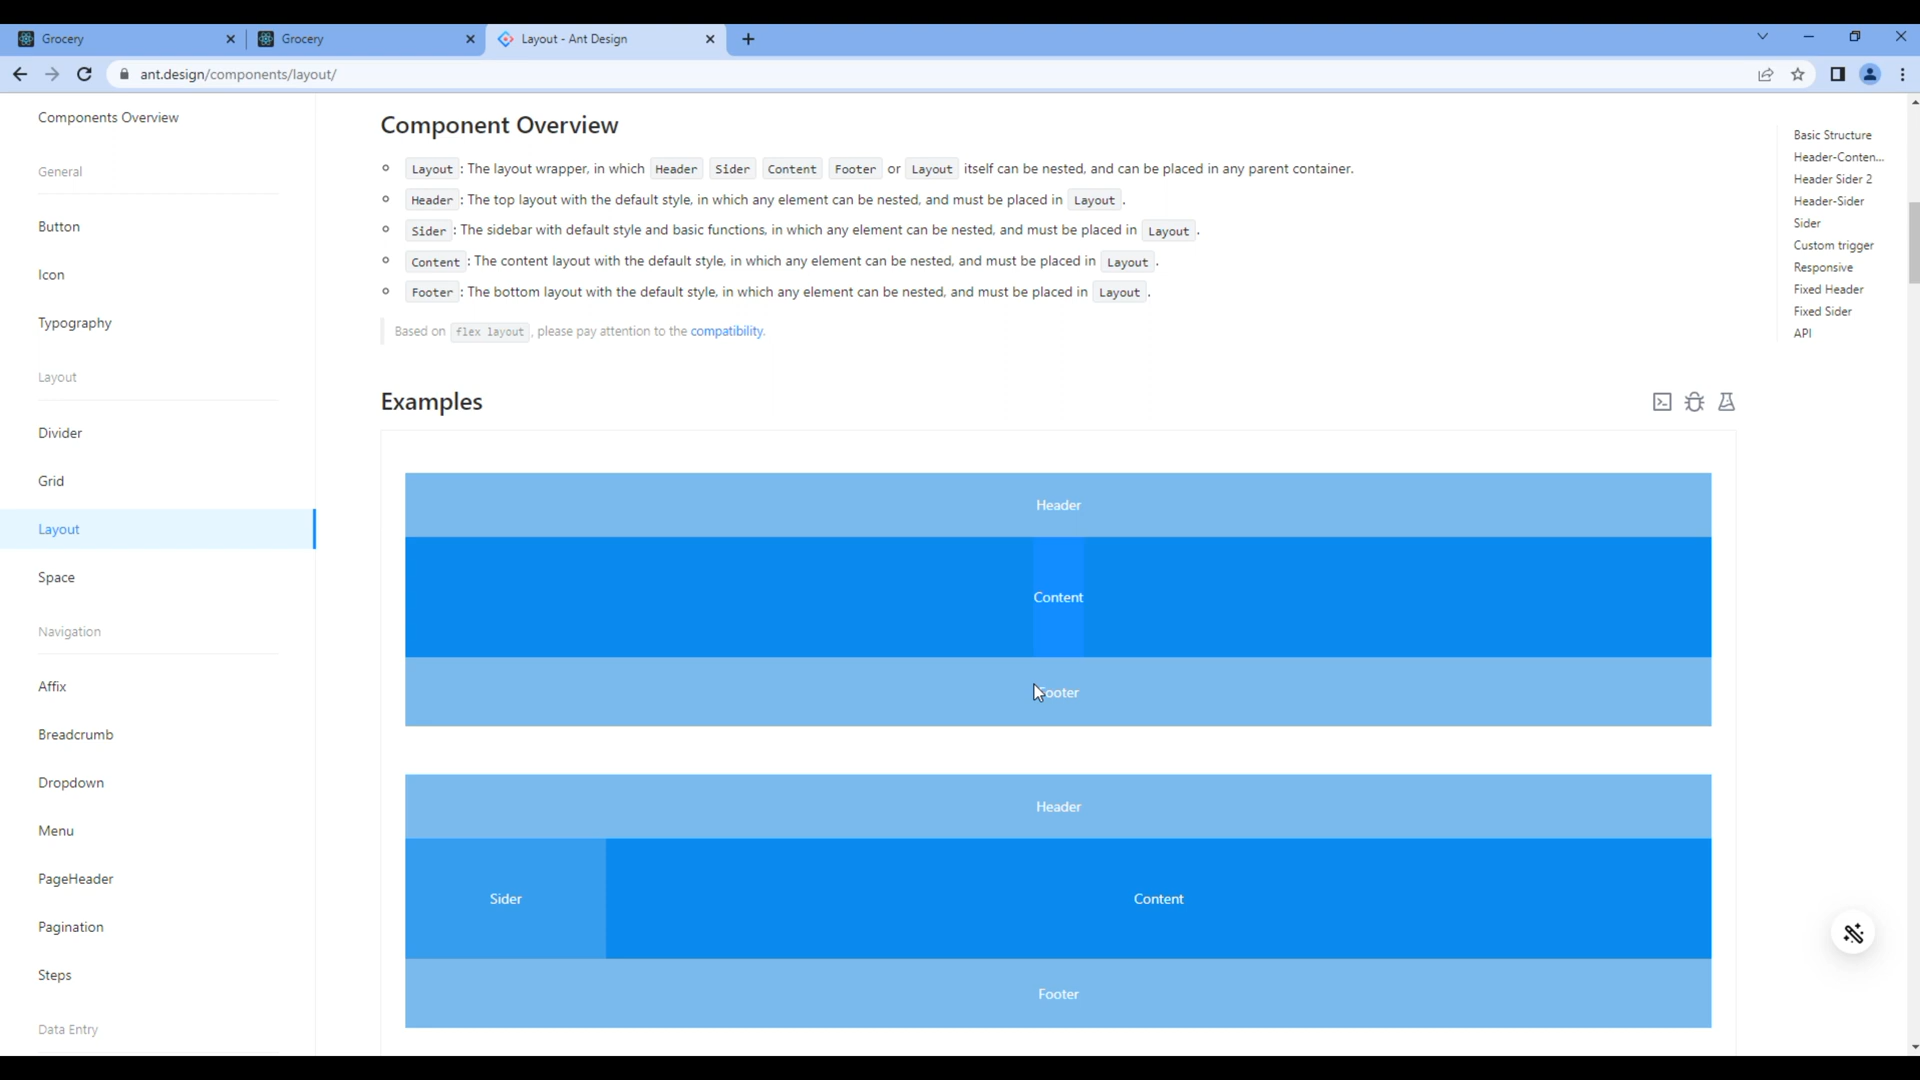 Grocery
Grocery
Layout - Ant Design
ant.design/components/layout/
Components Overview
General
Button
Icon
Typography
Layout
Divider
Grid
Layout
Space
Navigation
Affix
Breadcrumb
Dropdown
Menu
PageHeader
Pagination
Steps
Data Entry
Component Overview
Layout : The layout wrapper, in which Header Sider Content Footer or Layout itself can be nested, and can be placed in any parent container.
Header : The top layout with the default style, in which any element can be nested, and must be placed in Layout .
Sider : The sidebar with default style and basic functions, in which any element can be nested, and must be placed in Layout .
Content : The content layout with the default style, in which any element can be nested, and must be placed in Layout .
Footer : The bottom layout with the default style, in which any element can be nested, and must be placed in Layout .
Based on flex layout , please pay attention to the compatibility.
Examples
Header
Content
Footer
Header
Sider
Content
Footer
Basic Structure
Header-Conten...
Header Sider 2
Header-Sider
Sider
Custom trigger
Responsive
Fixed Header
Fixed Sider
API